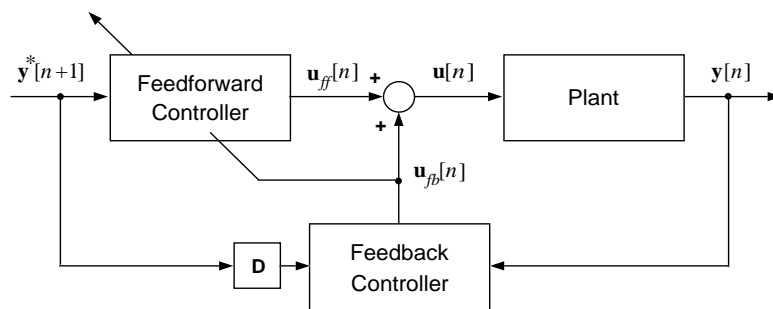 y*[n+1]
Feedforward
Controller
u_ff[n]
+
+
u[n]
Plant
y[n]
u_fb[n]
D
Feedback
Controller